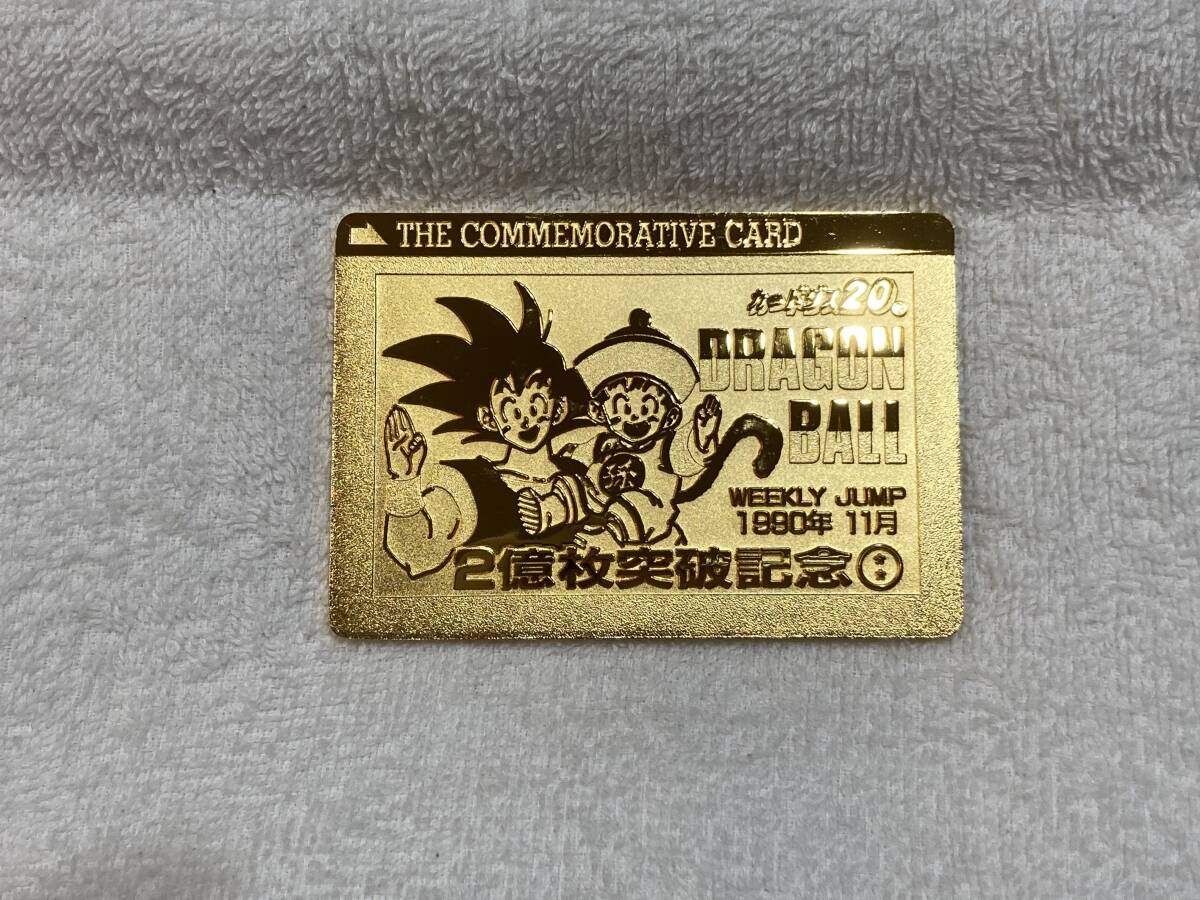 THE COMMEMORATIVE CARD
カードダス20
DRAGON
BALL
孫
WEEKLY JUMP
1990年 11月
2億枚突破記念